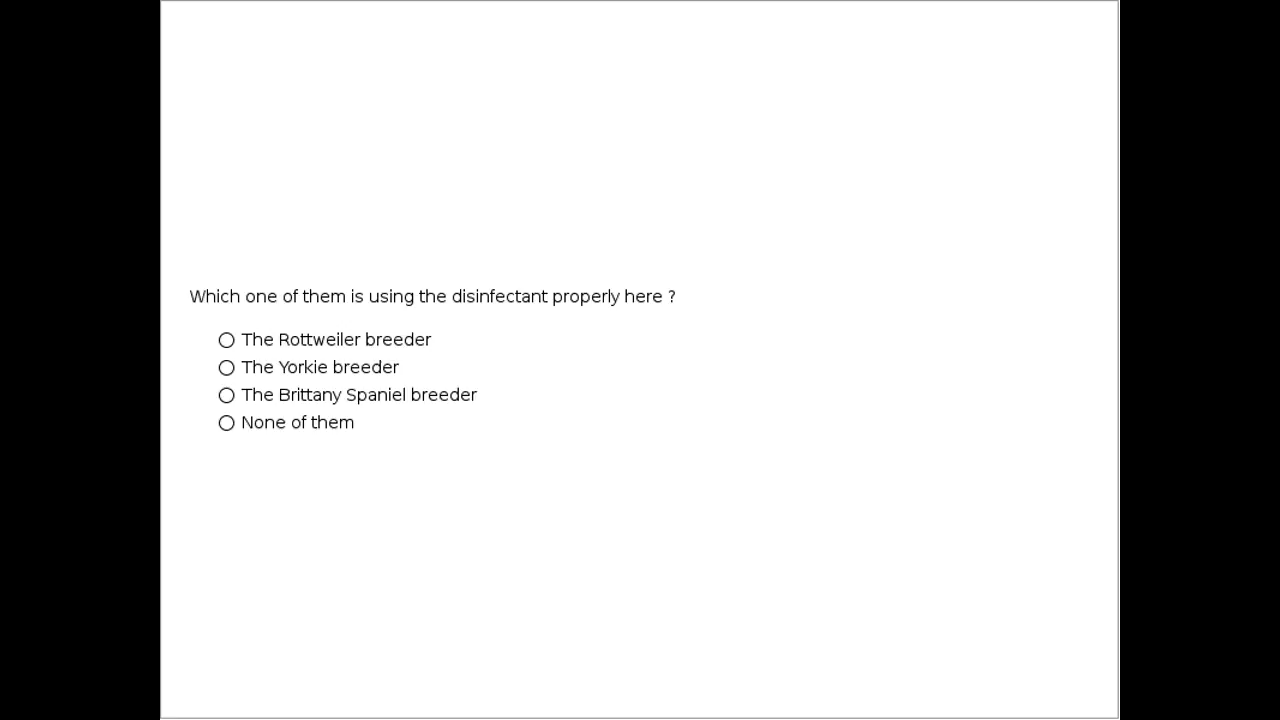 Which one of them is using the disinfectant properly here ?
The Rottweiler breeder
The Yorkie breeder
The Brittany Spaniel breeder
None of them